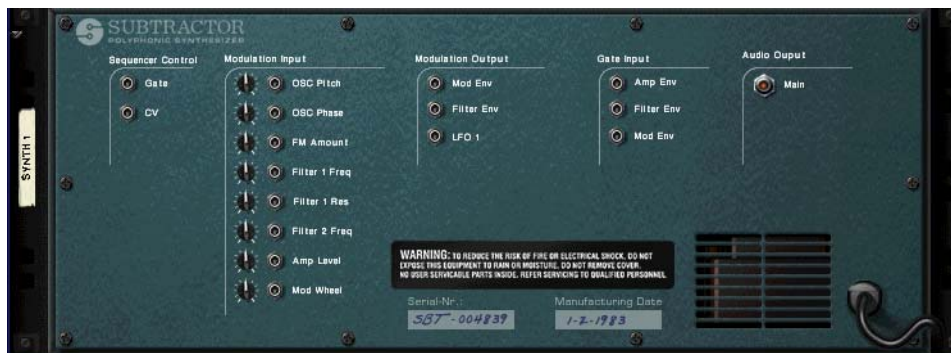 SUBTRACTOR
POLYPHONIC SYNTHESIZER
Sequencer Control
Gate
CV
Modulation Input
OSC Pitch
OSC Phase
FM Amount
Filter 1 Freq
Filter 1 Res
Filter 2 Freq
Amp Level
Mod Wheel
Modulation Output
Mod Env
Filter Env
LFO 1
Gate Input
Amp Env
Filter Env
Mod Env
Audio Ouput
Main
SYNTH 1
WARNING: TO REDUCE THE RISK OF FIRE OR ELECTRICAL SHOCK, DO NOT
EXPOSE THIS EQUIPMENT TO RAIN OR MOISTURE. DO NOT REMOVE COVER.
NO USER SERVICABLE PARTS INSIDE. REFER SERVICING TO QUALIFIED PERSONNEL
Serial-Nr.:
SBT-004839
Manufacturing Date
1-2-1983